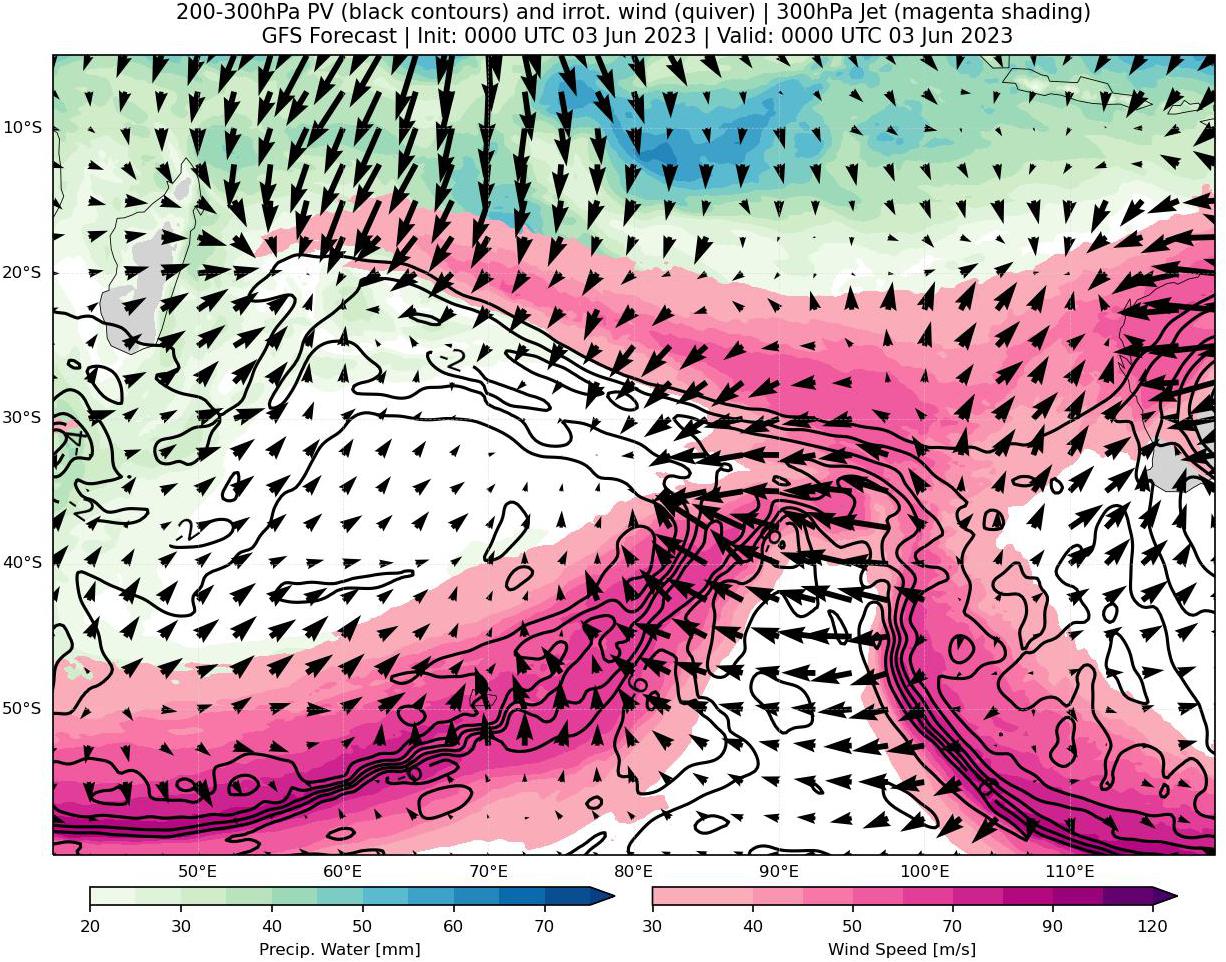 200-300hPa PV (black contours) and irrot. wind (quiver) | 300hPa Jet (magenta shading)
GFS Forecast | Init: 0000 UTC 03 Jun 2023 | Valid: 0000 UTC 03 Jun 2023
10°S
20°S
30°S
40°S
50°S
-2
50°E 60°E 70°E 80°E 90°E 100°E 110°E
20 30 40 50 60 70
30 40 50 70 90 120
Precip. Water [mm] Wind Speed [m/s]